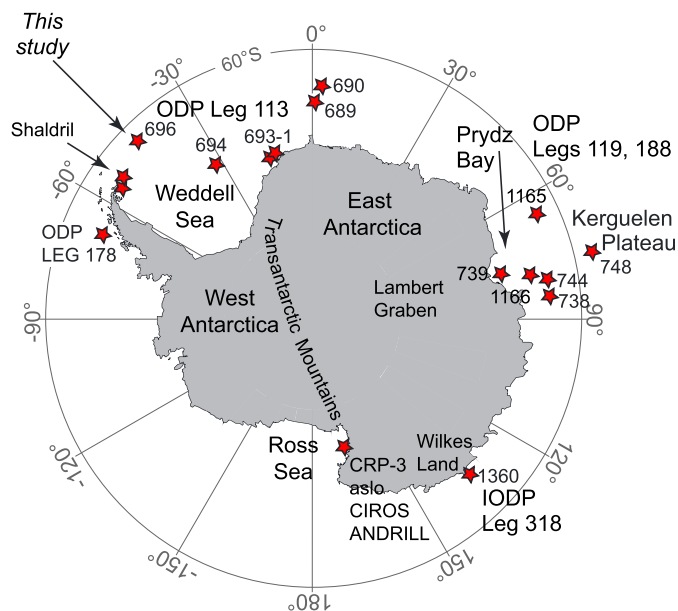 This
study
0°
60°S
-30°
30°
690
ODP Leg 113
689
Shaldril
696
694
693-1
Prydz
Bay
ODP
Legs 119, 188
-60°
60°
Weddell
Sea
East
Antarctica
1165
Kerguelen
Plateau
ODP
LEG 178
748
739
744
Transantarctic Mountains
Lambert
Graben
1166
738
West
Antarctica
-90°
90°
Ross
Sea
Wilkes
Land
CRP-3
aslo
CIROS
ANDRILL
1360
IODP
Leg 318
-120°
120°
-150°
150°
180°